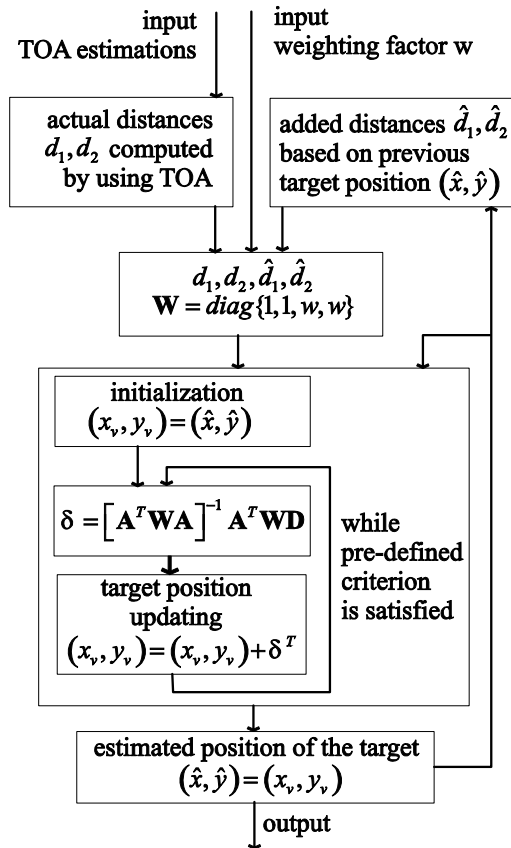 input
TOA estimations
input
weighting factor w
actual distances
d₁, d₂ computed
by using TOA
added distances d̂₁, d̂₂
based on previous
target position (x̂, ŷ)
d₁, d₂, d̂₁, d̂₂
W = diag{1, 1, w, w}
initialization
(xᵥ, yᵥ) = (x̂, ŷ)
δ = [AᵀWA]⁻¹ AᵀWD
target position
updating
(xᵥ, yᵥ) = (xᵥ, yᵥ) + δᵀ
while
pre-defined
criterion
is satisfied
estimated position of the target
(x̂, ŷ) = (xᵥ, yᵥ)
output